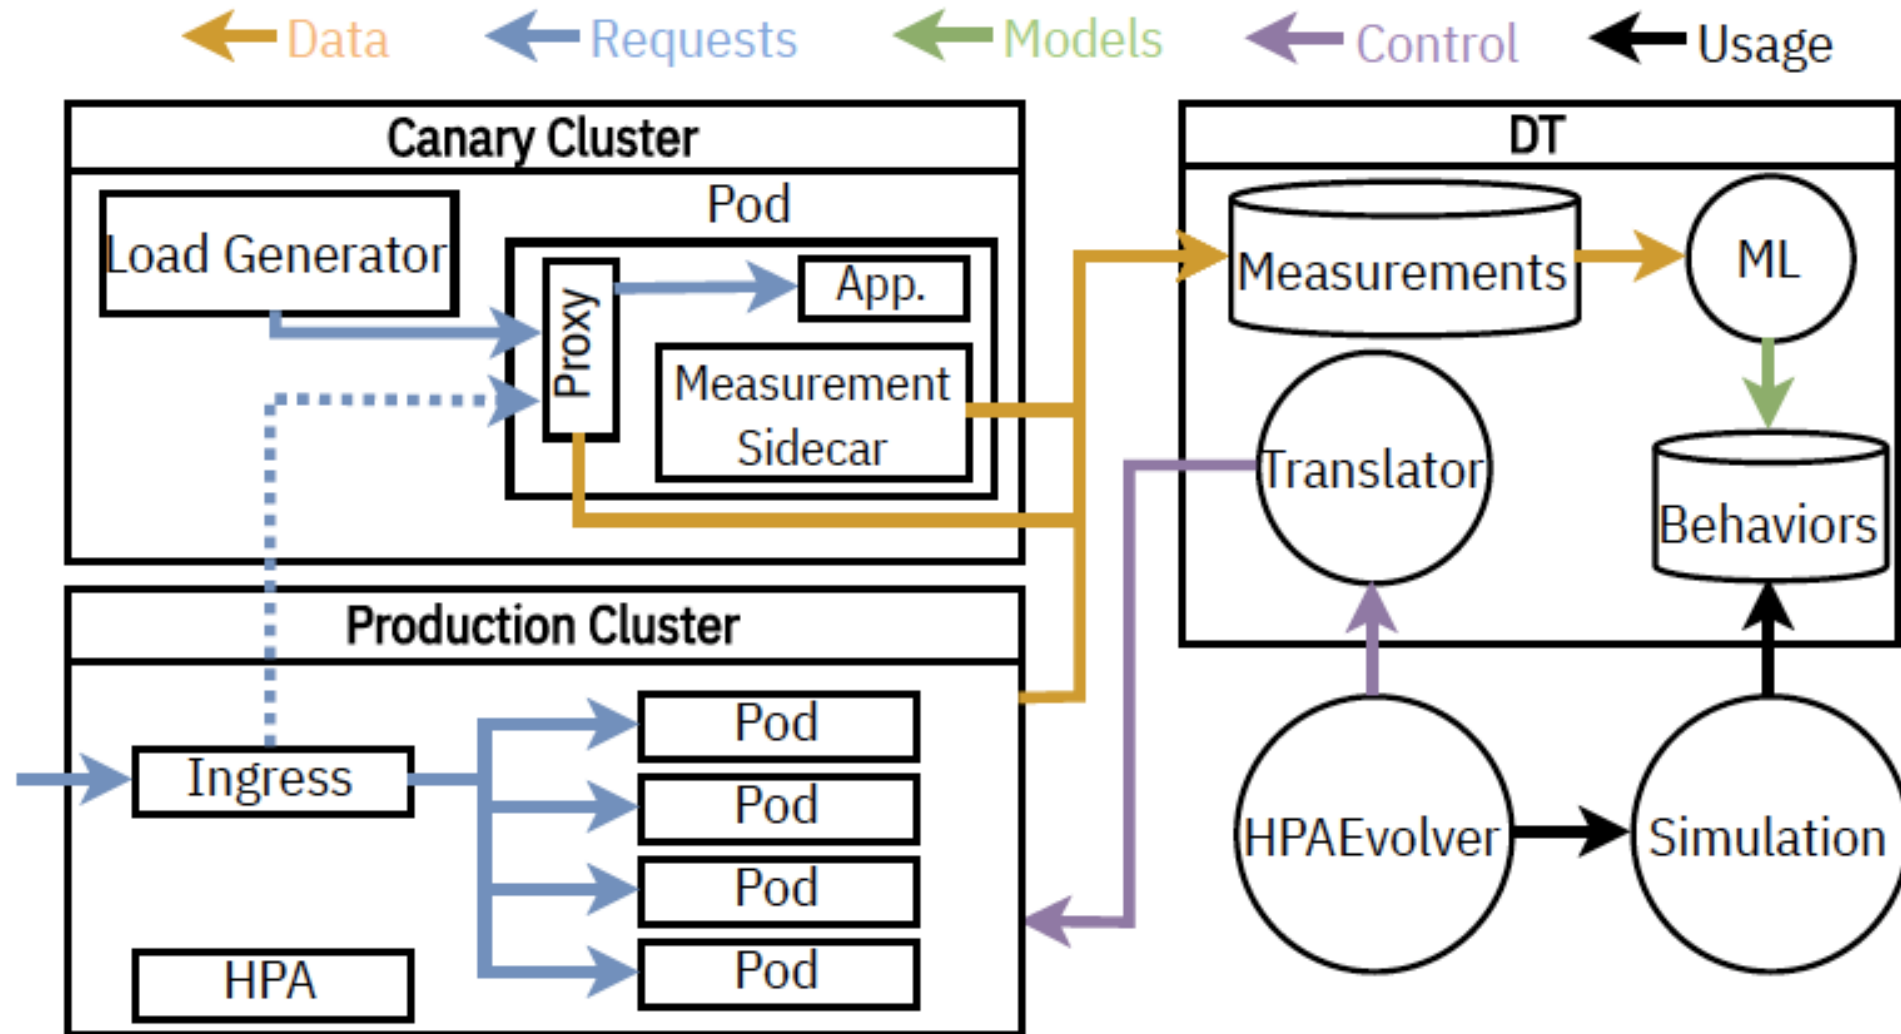 Data
Requests
Models
Control
Usage
Canary Cluster
Load Generator
Pod
Proxy
App.
Measurement
Sidecar
DT
Measurements
ML
Translator
Behaviors
Production Cluster
Ingress
Pod
Pod
Pod
Pod
HPA
HPAEvolver
Simulation